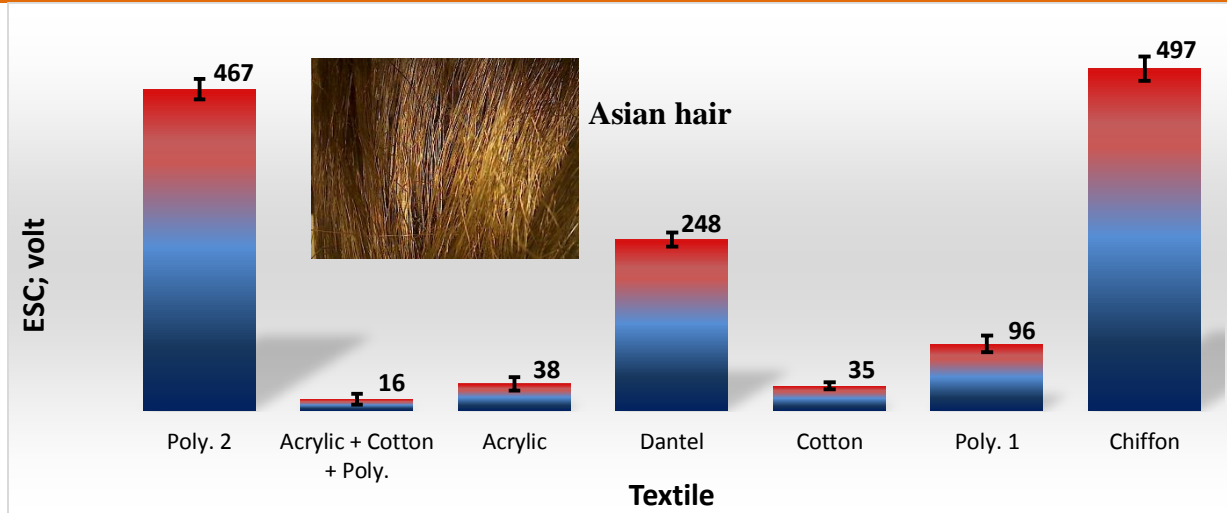 497
467
Asian hair
248
96
38
35
16
ESC; volt
Poly. 2
Acrylic + Cotton
+ Poly.
Acrylic
Dantel
Cotton
Poly. 1
Chiffon
Textile